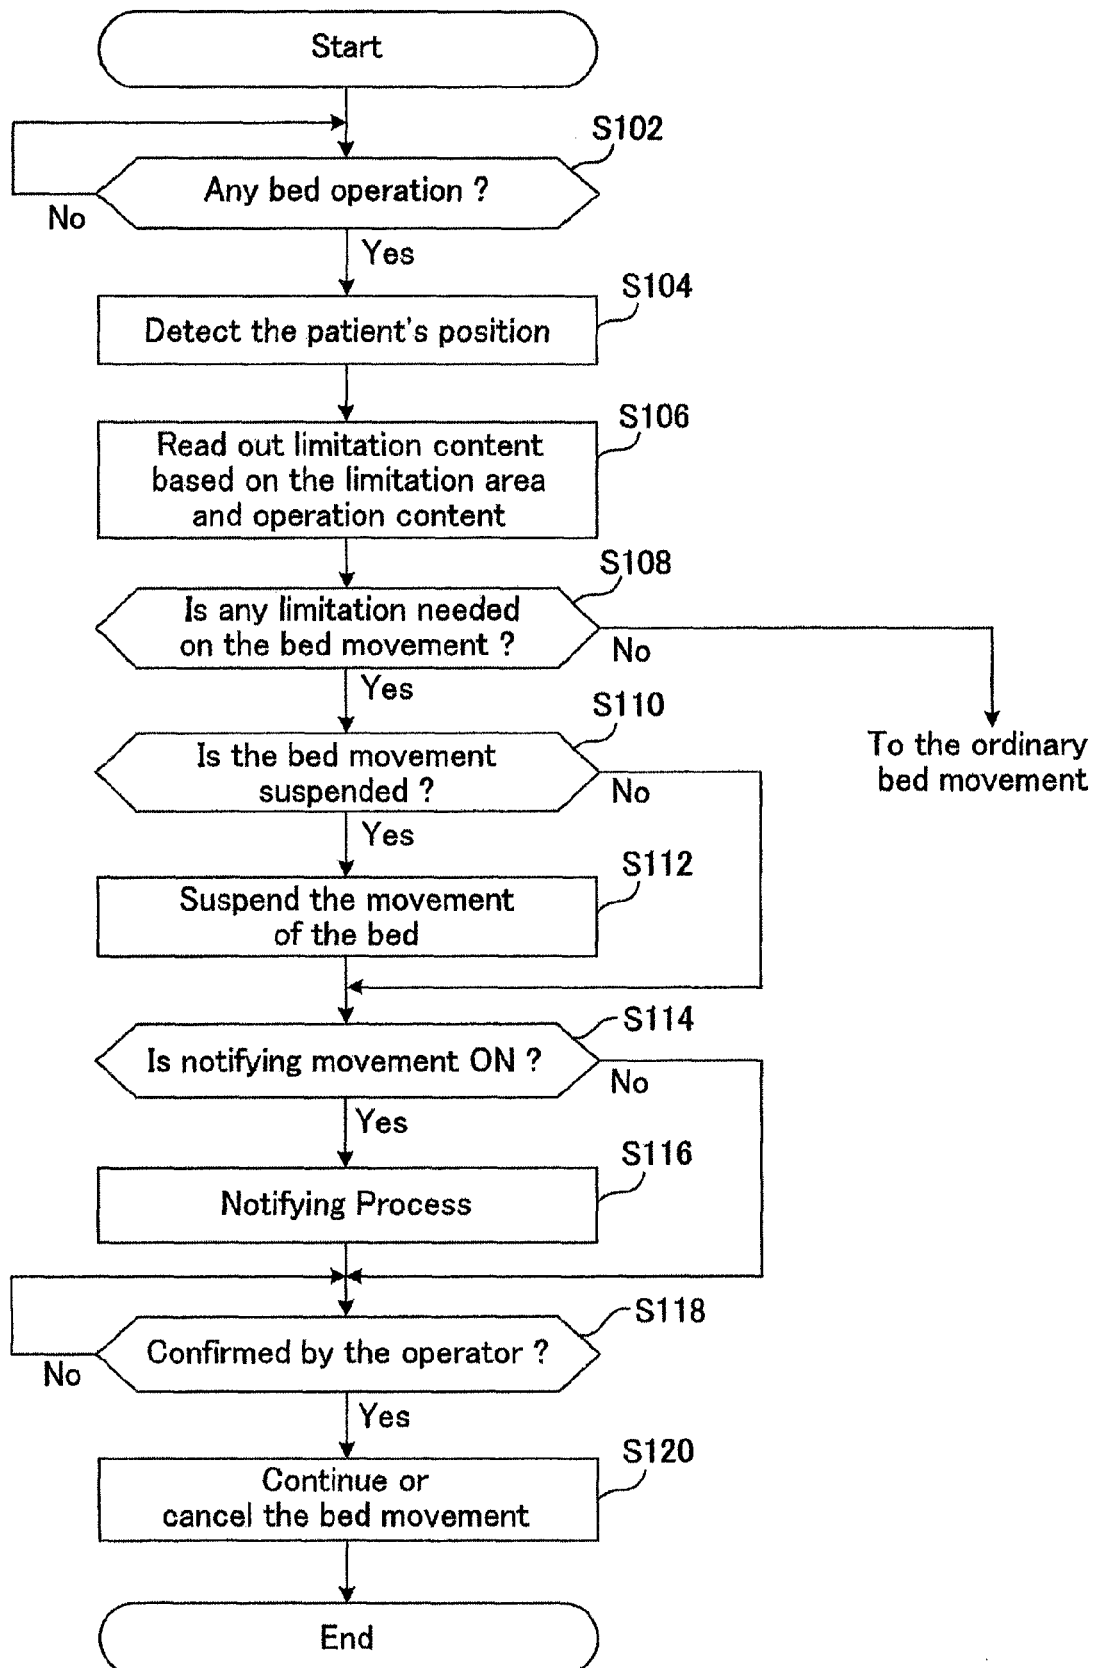 Start
S102
Any bed operation ?
No
Yes
S104
Detect the patient's position
S106
Read out limitation content
based on the limitation area
and operation content
S108
Is any limitation needed
on the bed movement ?
No
Yes
To the ordinary
bed movement
S110
Is the bed movement
suspended ?
No
Yes
S112
Suspend the movement
of the bed
S114
Is notifying movement ON ?
No
Yes
S116
Notifying Process
S118
Confirmed by the operator ?
No
Yes
S120
Continue or
cancel the bed movement
End